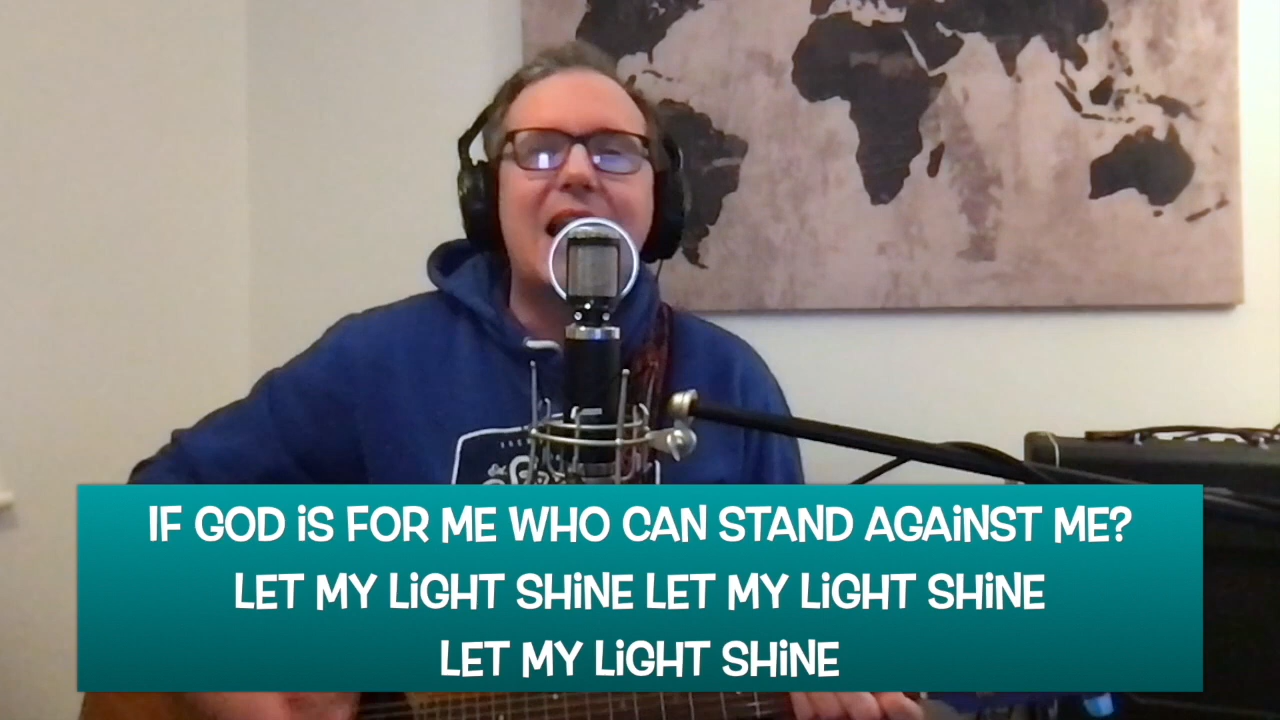 IF GOD iS FOR ME WHO CAN STAND AGAiNST ME?
LET MY LiGHT SHiNE LET MY LiGHT SHiNE
LET MY LiGHT SHiNE